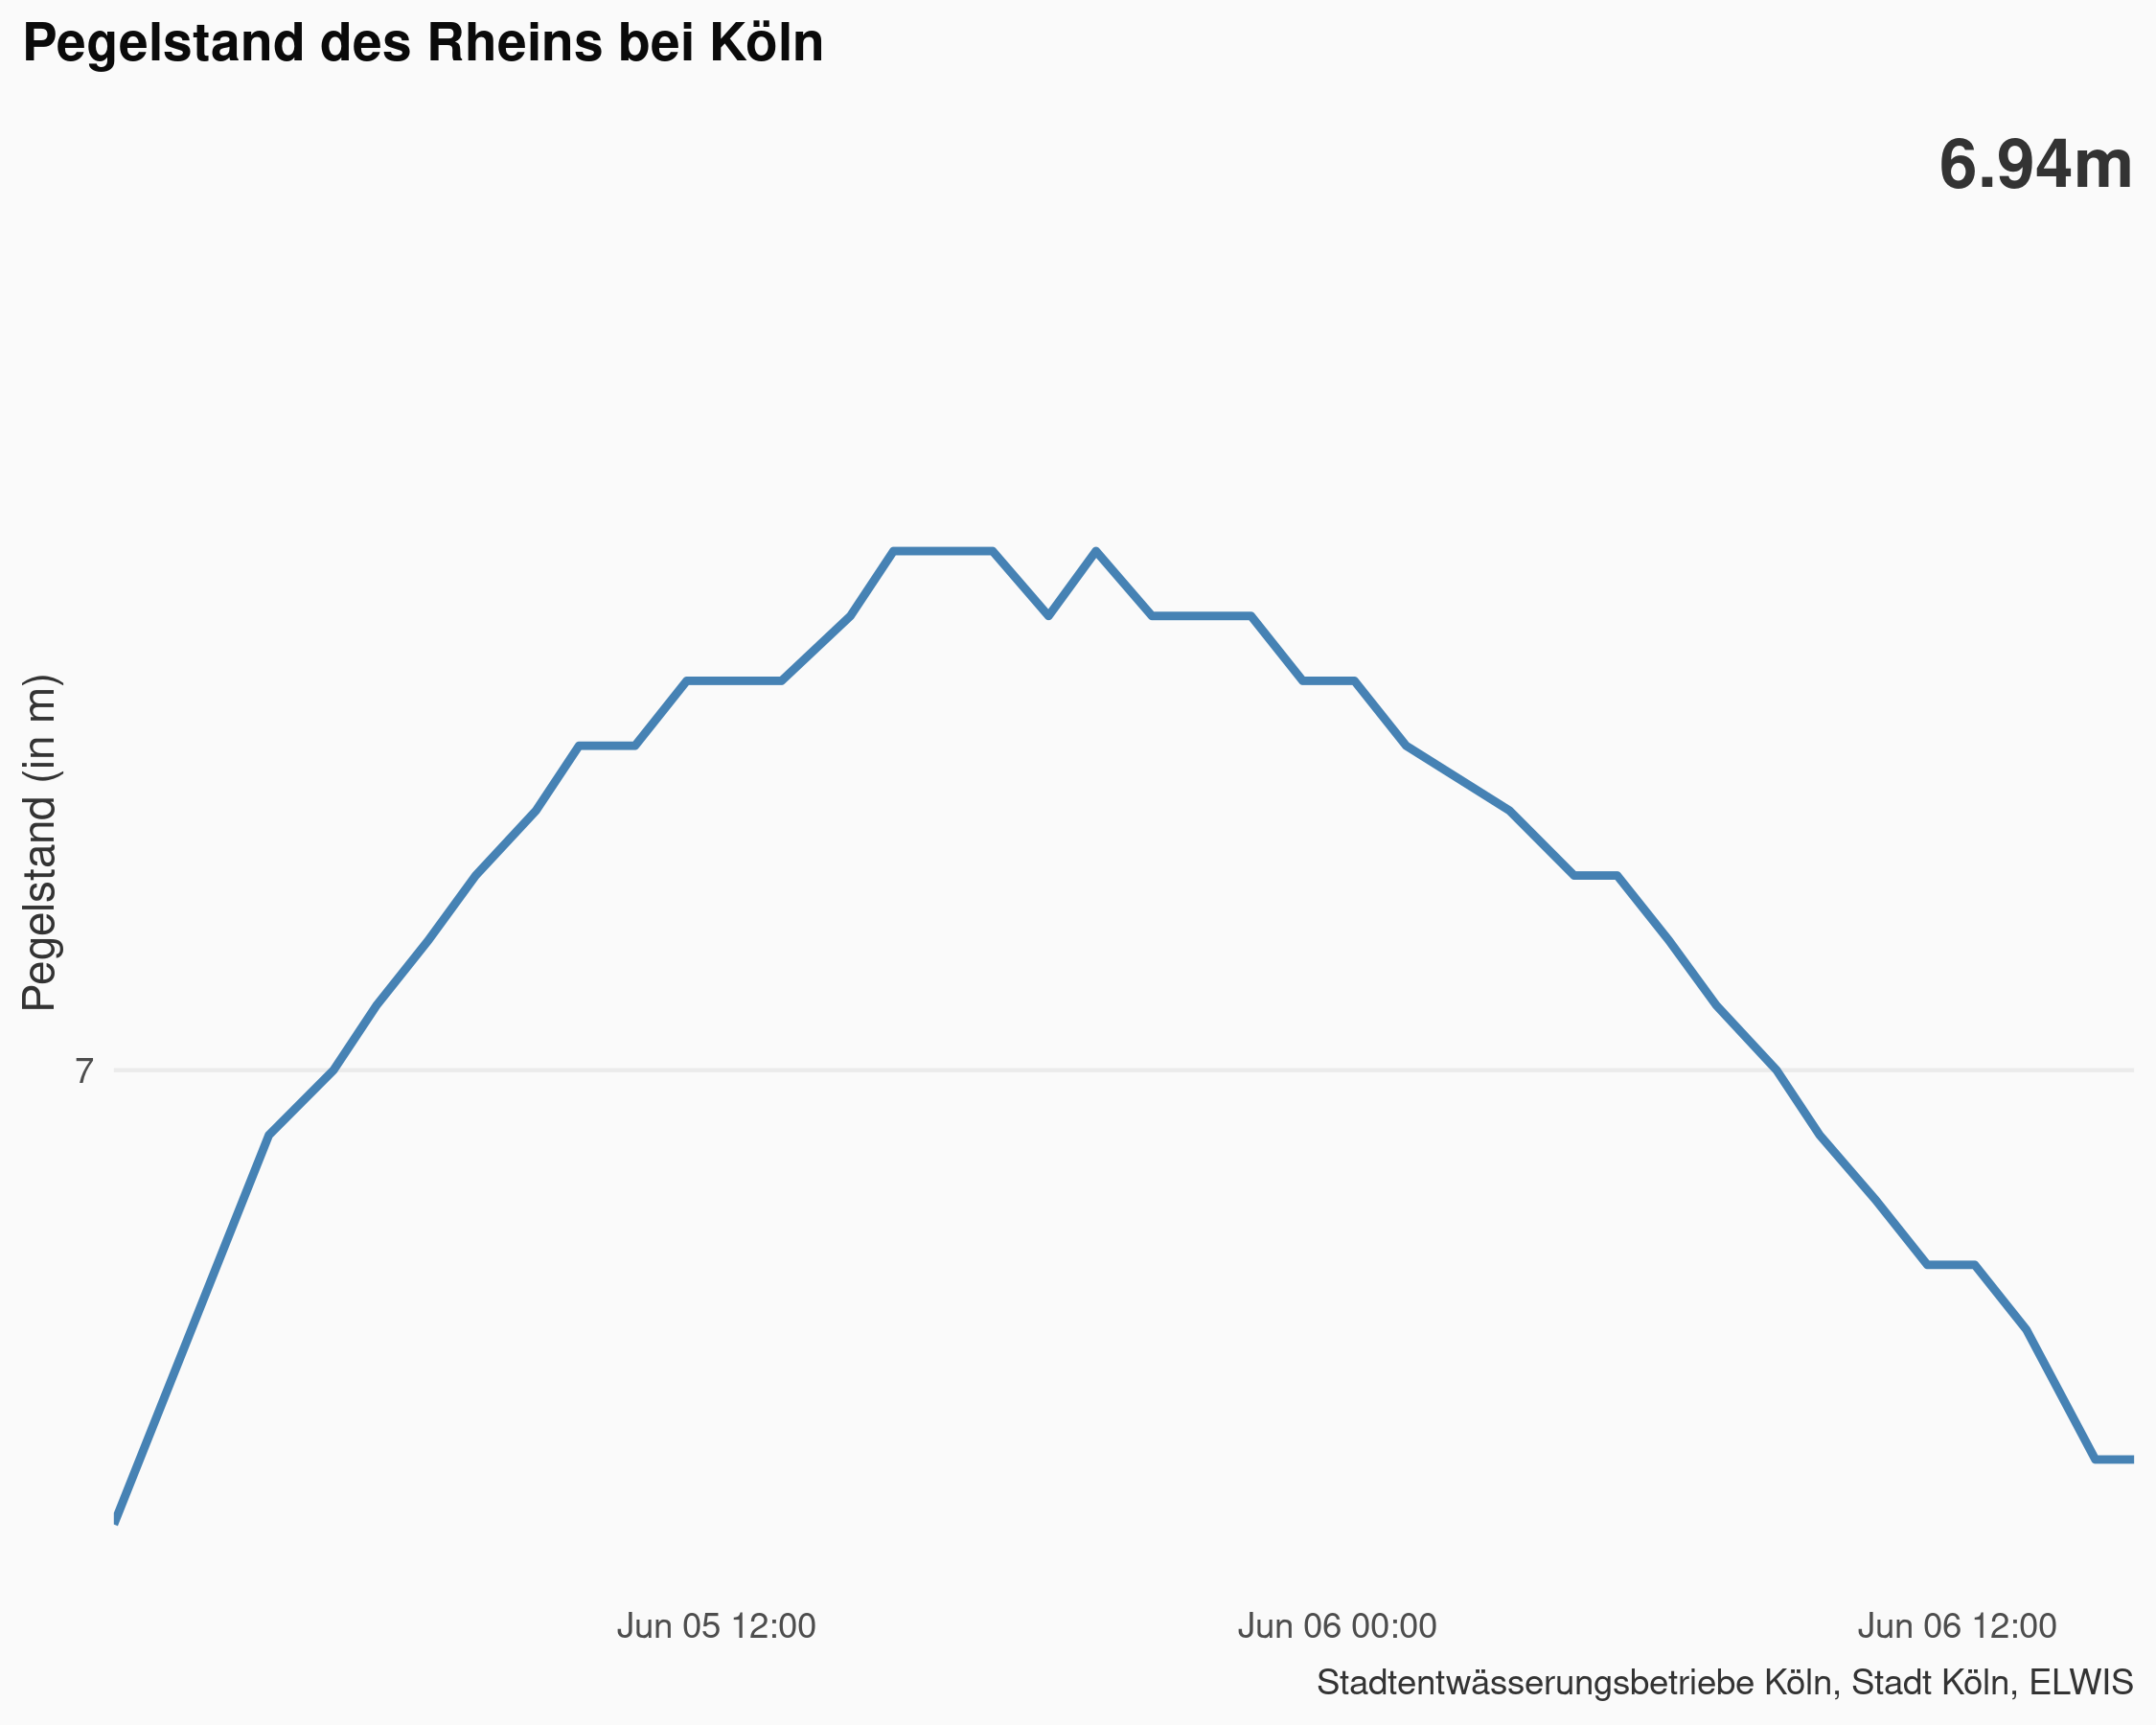 Pegelstand des Rheins bei Köln
6.94m
Pegelstand (in m)
7
Jun 05 12:00
Jun 06 00:00
Jun 06 12:00
Stadtentwässerungsbetriebe Köln, Stadt Köln, ELWIS